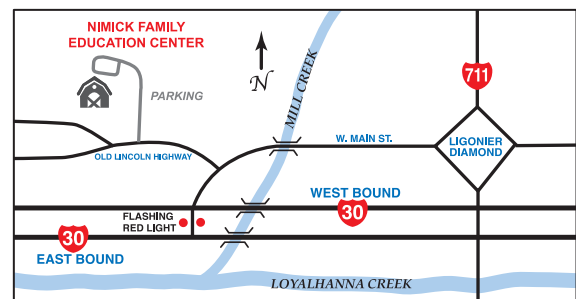 NIMICK FAMILY
EDUCATION CENTER
PARKING
N
MILL CREEK
711
OLD LINCOLN HIGHWAY
W. MAIN ST.
LIGONIER
DIAMOND
WEST BOUND
30
FLASHING
RED LIGHT
30
EAST BOUND
LOYALHANNA CREEK